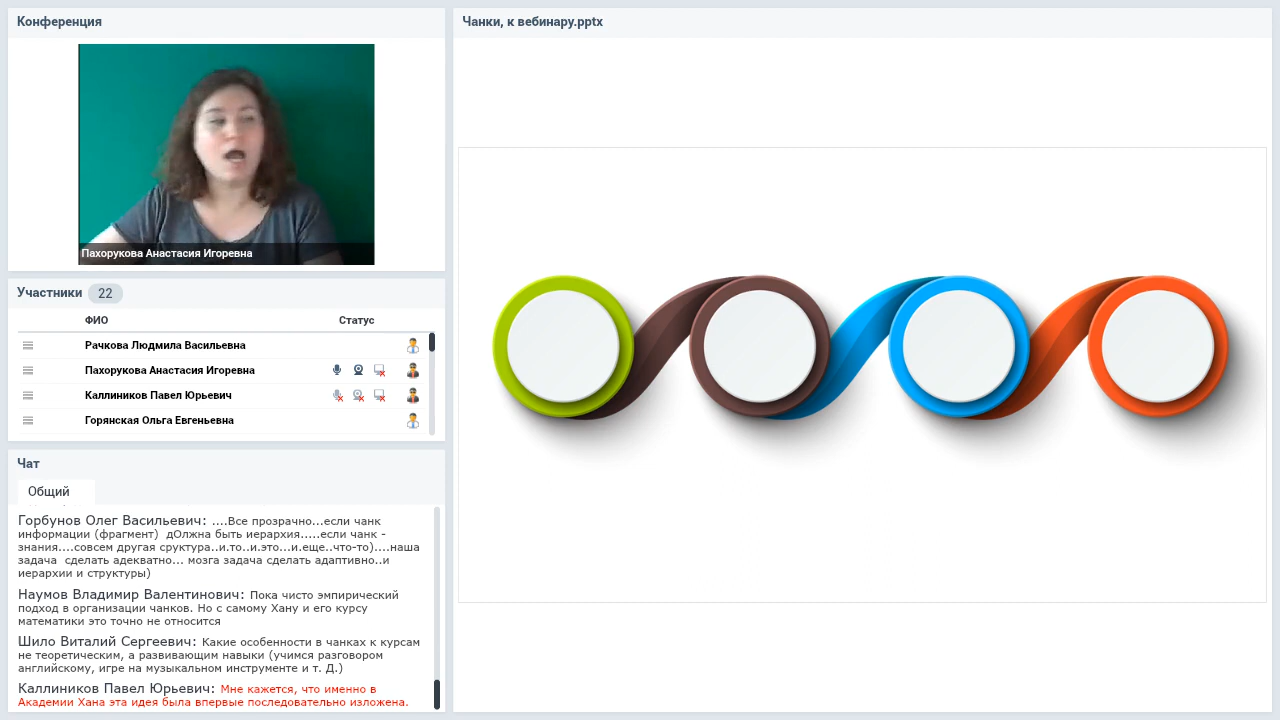 Конференция
Пахорукова Анастасия Игоревна
Участники 22
ФИО Статус
Рачкова Людмила Васильевна
Пахорукова Анастасия Игоревна
Каллиников Павел Юрьевич
Горянская Ольга Евгеньевна
Чат
Общий
Горбунов Олег Васильевич: ....Все прозрачно...если чанк
информации (фрагмент) дОлжна быть иерархия.....если чанк -
знания....совсем другая сруктура..и.то..и.это...и.еще..что-то)....наша
задача сделать адекватно... мозга задача сделать адаптивно..и
иерархии и структуры)
Наумов Владимир Валентинович: Пока чисто эмпирический
подход в организации чанков. Но с самому Хану и его курсу
математики это точно не относится
Шило Виталий Сергеевич: Какие особенности в чанках к курсам
не теоретическим, а развивающим навыки (учимся разговором
английскому, игре на музыкальном инструменте и т. Д.)
Каллиников Павел Юрьевич: Мне кажется, что именно в
Академии Хана эта идея была впервые последовательно изложена.
Чанки, к вебинару.pptx